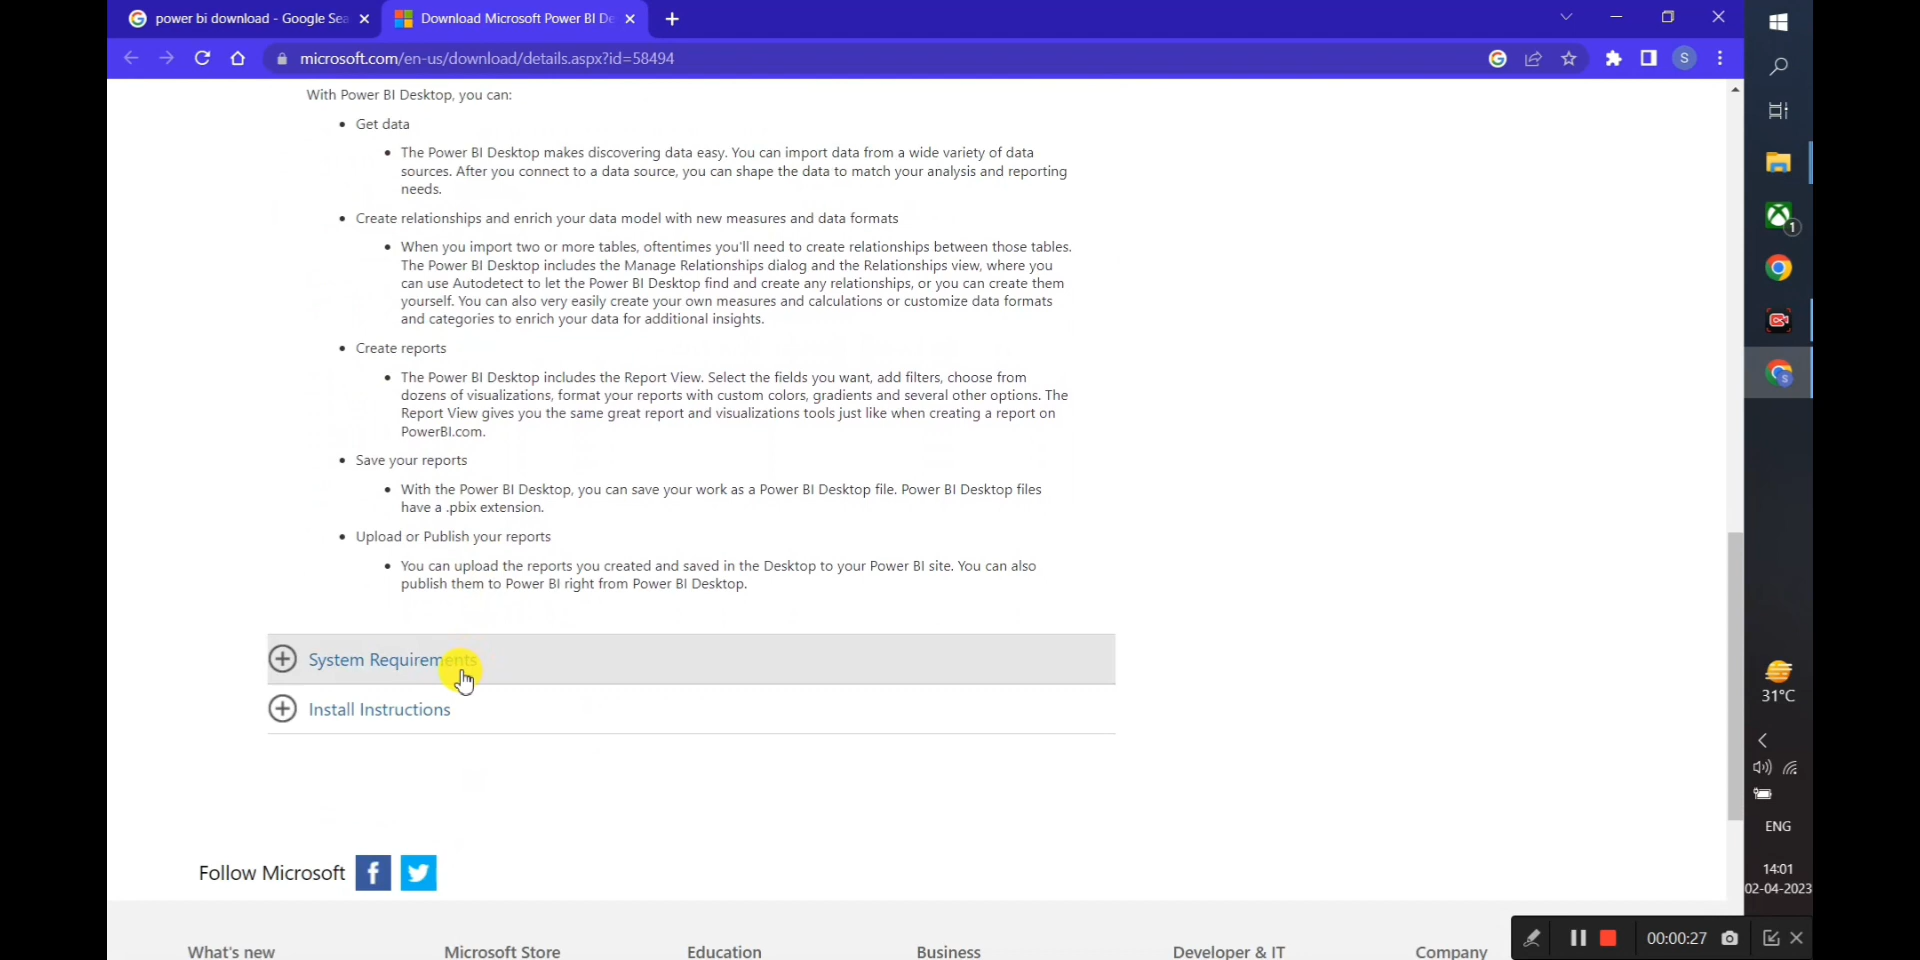 power bi download - Google Sea
Download Microsoft Power BI De
microsoft.com/en-us/download/details.aspx?id=58494
S
With Power BI Desktop, you can:
Get data
The Power BI Desktop makes discovering data easy. You can import data from a wide variety of data
sources. After you connect to a data source, you can shape the data to match your analysis and reporting
needs.
Create relationships and enrich your data model with new measures and data formats
When you import two or more tables, oftentimes you'll need to create relationships between those tables.
The Power BI Desktop includes the Manage Relationships dialog and the Relationships view, where you
can use Autodetect to let the Power BI Desktop find and create any relationships, or you can create them
yourself. You can also very easily create your own measures and calculations or customize data formats
and categories to enrich your data for additional insights.
Create reports
The Power BI Desktop includes the Report View. Select the fields you want, add filters, choose from
dozens of visualizations, format your reports with custom colors, gradients and several other options. The
Report View gives you the same great report and visualizations tools just like when creating a report on
PowerBI.com.
Save your reports
With the Power BI Desktop, you can save your work as a Power BI Desktop file. Power BI Desktop files
have a .pbix extension.
Upload or Publish your reports
You can upload the reports you created and saved in the Desktop to your Power BI site. You can also
publish them to Power BI right from Power BI Desktop.
System Requirements
Install Instructions
Follow Microsoft
What's new Microsoft Store Education Business Developer & IT Company
1
S
31°C
ENG
14:01
02-04-2023
00:00:27